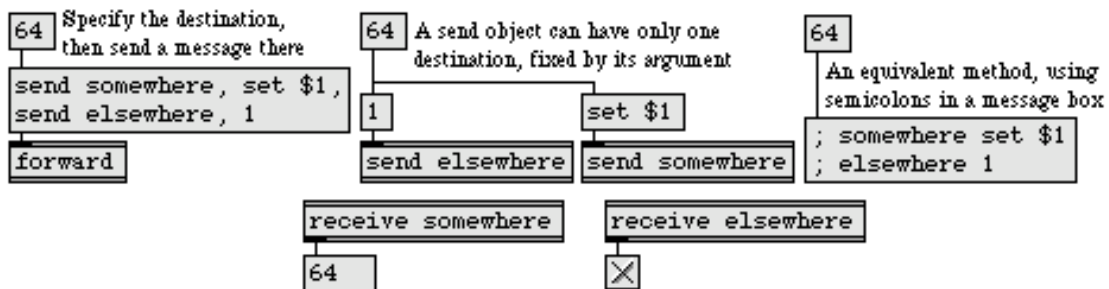 64
Specify the destination,
then send a message there
send somewhere, set $1,
send elsewhere, 1
forward
64
A send object can have only one
destination, fixed by its argument
1
set $1
send elsewhere
send somewhere
64
An equivalent method, using
semicolons in a message box
; somewhere set $1
; elsewhere 1
receive somewhere
64
receive elsewhere